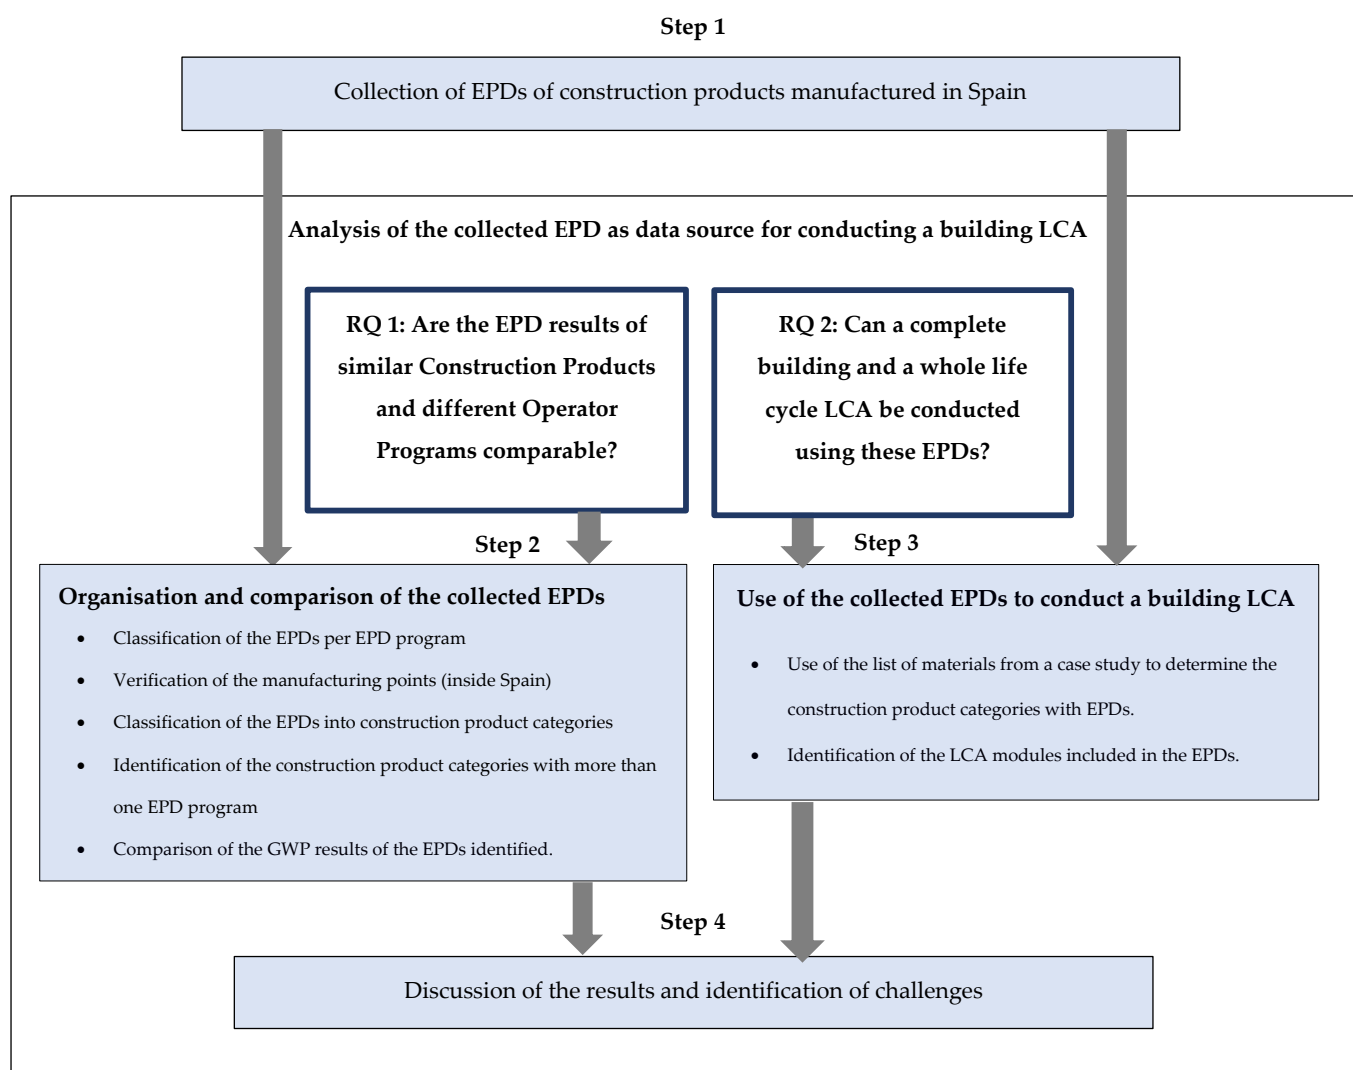 Step 1
Collection of EPDs of construction products manufactured in Spain
Analysis of the collected EPD as data source for conducting a building LCA
RQ 1: Are the EPD results of
similar Construction Products
and different Operator
Programs comparable?
RQ 2: Can a complete
building and a whole life
cycle LCA be conducted
using these EPDs?
Step 2
Step 3
Organisation and comparison of the collected EPDs
• Classification of the EPDs per EPD program
• Verification of the manufacturing points (inside Spain)
• Classification of the EPDs into construction product categories
• Identification of the construction product categories with more than
one EPD program
• Comparison of the GWP results of the EPDs identified.
Use of the collected EPDs to conduct a building LCA
• Use of the list of materials from a case study to determine the
construction product categories with EPDs.
• Identification of the LCA modules included in the EPDs.
Step 4
Discussion of the results and identification of challenges